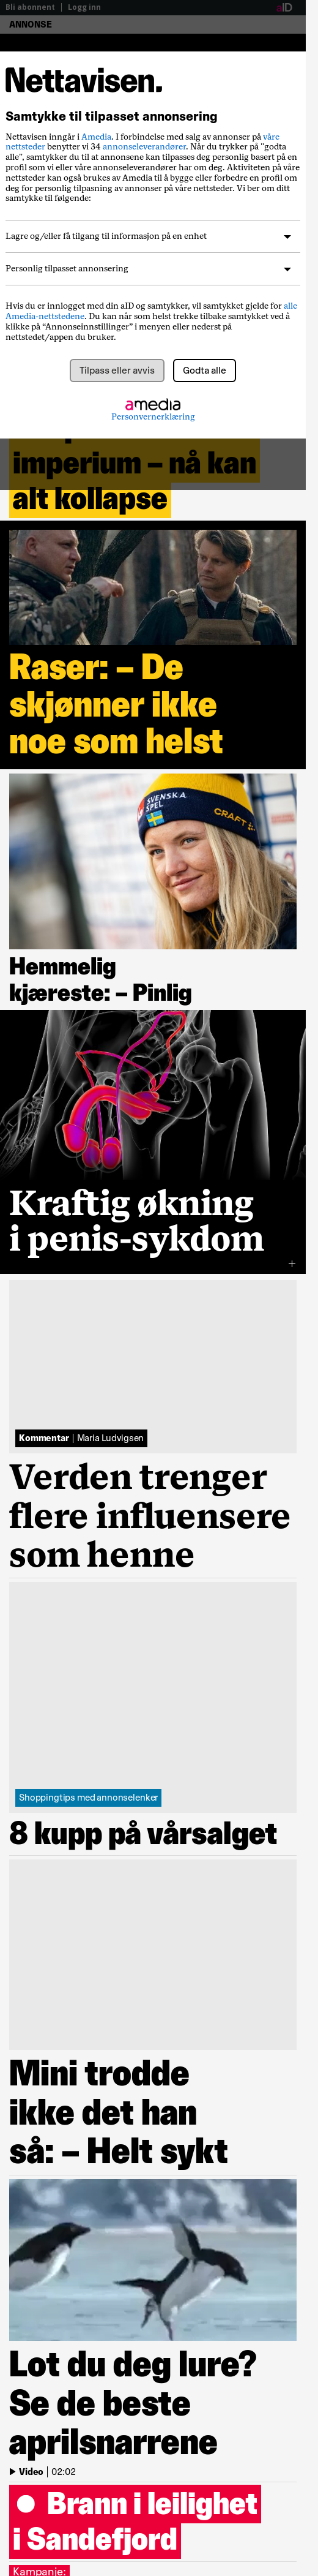 Bli abonnent | Logg inn
aID
ANNONSE
Nettavisen.
Samtykke til tilpasset annonsering
Nettavisen inngår i Amedia. I forbindelse med salg av annonser på våre
nettsteder benytter vi 34 annonseleverandører. Når du trykker på "godta
alle", samtykker du til at annonsene kan tilpasses deg personlig basert på en
profil som vi eller våre annonseleverandører har om deg. Aktiviteten på våre
nettsteder kan også brukes av Amedia til å bygge eller forbedre en profil om
deg for personlig tilpasning av annonser på våre nettsteder. Vi ber om ditt
samtykke til følgende:
Lagre og/eller få tilgang til informasjon på en enhet
Personlig tilpasset annonsering
Hvis du er innlogget med din aID og samtykker, vil samtykket gjelde for alle
Amedia-nettstedene. Du kan når som helst trekke tilbake samtykket ved å
klikke på “Annonseinnstillinger” i menyen eller nederst på
nettstedet/appen du bruker.
Tilpass eller avvis
Godta alle
amedia
Personvernerklæring
imperium – nå kan
alt kollapse
Raser: – De
skjønner ikke
noe som helst
SVENSKA
SPEL
CRAFT
Hemmelig
kjæreste: – Pinlig
Kraftig økning
i penis-sykdom
Kommentar | Maria Ludvigsen
Verden trenger
flere influensere
som henne
Shoppingtips med annonselenker
8 kupp på vårsalget
Mini trodde
ikke det han
så: – Helt sykt
Lot du deg lure?
Se de beste
aprilsnarrene
Video | 02:02
Brann i leilighet
i Sandefjord
Kampanje: